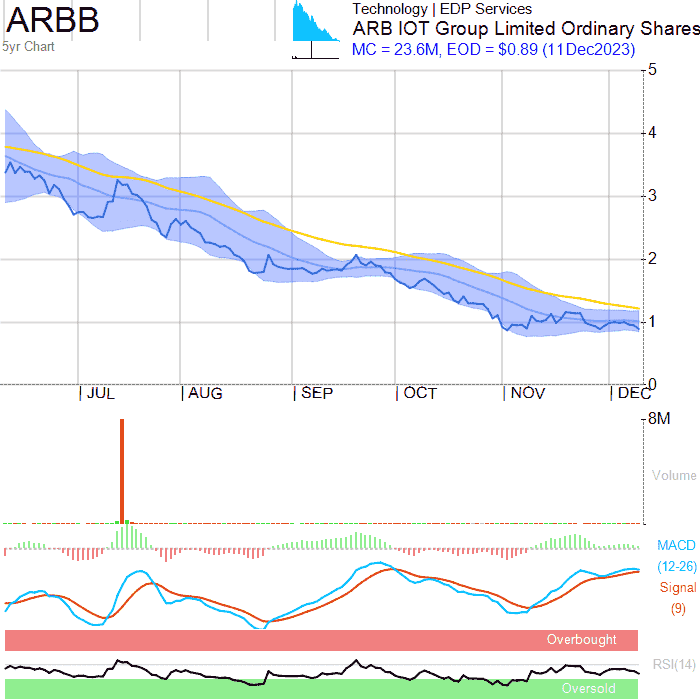 ARBB
5yr Chart
Technology | EDP Services
ARB IOT Group Limited Ordinary Shares
MC = 23.6M, EOD = $0.89 (11Dec2023)
5
4
3
2
1
0
| JUL | AUG | SEP | OCT | NOV | DEC
8M
Volume
MACD
(12-26)
Signal
(9)
Overbought
RSI(14)
Oversold